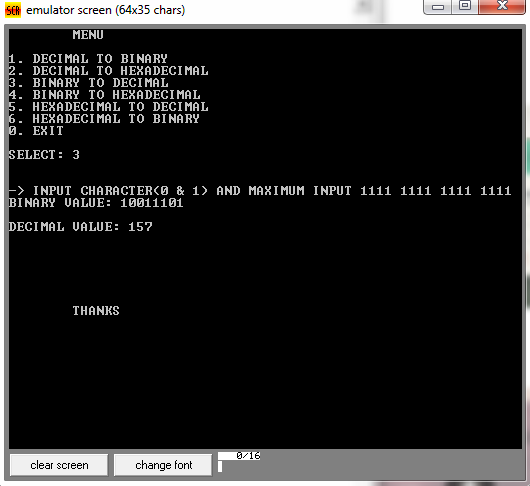 SCR emulator screen (64x35 chars)
MENU
1. DECIMAL TO BINARY
2. DECIMAL TO HEXADECIMAL
3. BINARY TO DECIMAL
4. BINARY TO HEXADECIMAL
5. HEXADECIMAL TO DECIMAL
6. HEXADECIMAL TO BINARY
0. EXIT
SELECT: 3
-> INPUT CHARACTER(0 & 1) AND MAXIMUM INPUT 1111 1111 1111 1111
BINARY VALUE: 10011101
DECIMAL VALUE: 157
THANKS
clear screen change font 0/16